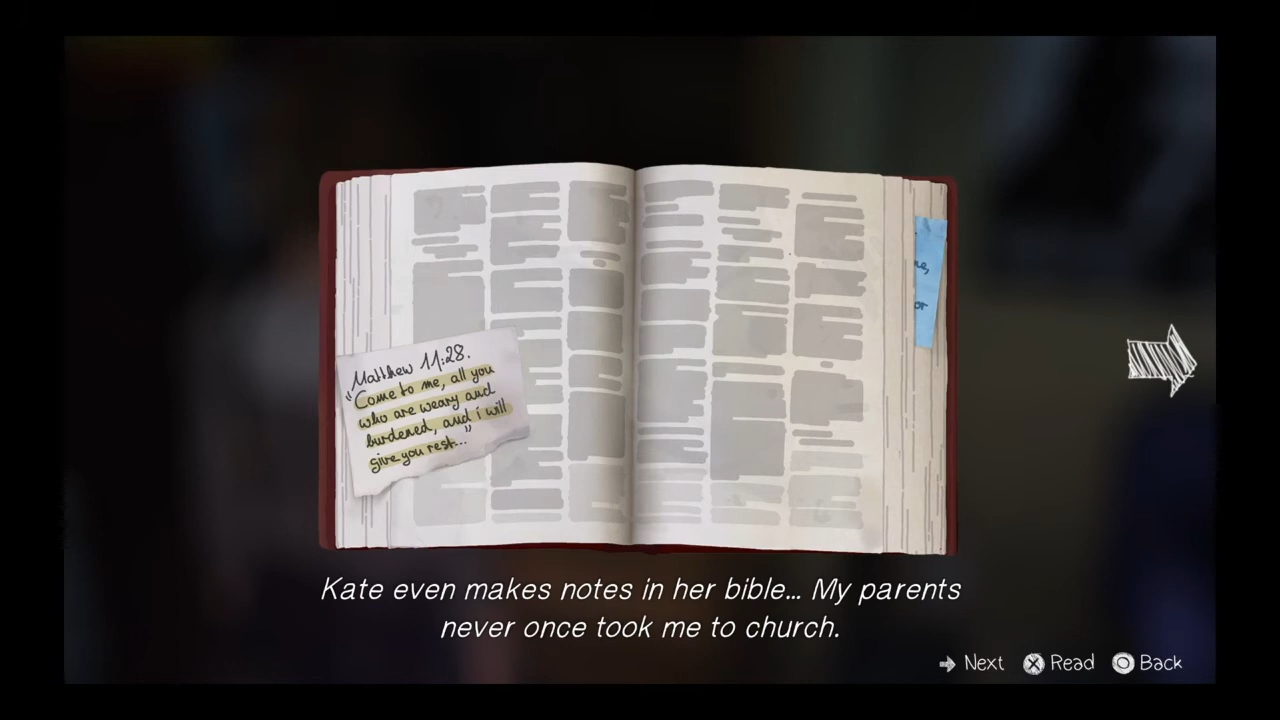 Matthew 11:28.
"Come to me, all you
who are weary and
burdened, and i will
give you rest..."
or
Kate even makes notes in her bible... My parents
never once took me to church.
Next Read Back